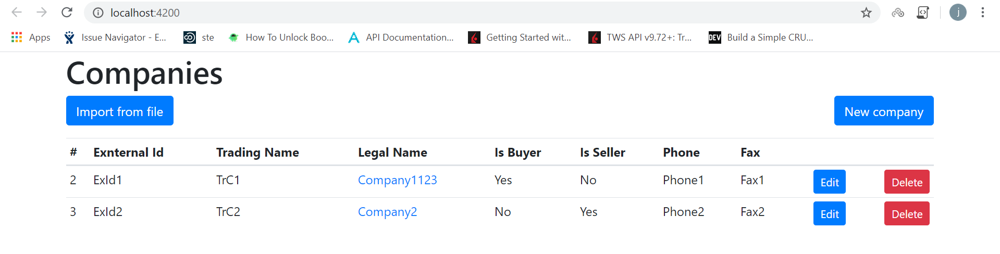 localhost:4200
j
Apps Issue Navigator - E... ste How To Unlock Boo... API Documentation... Getting Started wit... TWS API v9.72+: Tr... DEV Build a Simple CRU...
Companies
Import from file New company
# Exnternal Id Trading Name Legal Name Is Buyer Is Seller Phone Fax
2 ExId1 TrC1 Company1123 Yes No Phone1 Fax1 Edit Delete
3 ExId2 TrC2 Company2 No Yes Phone2 Fax2 Edit Delete